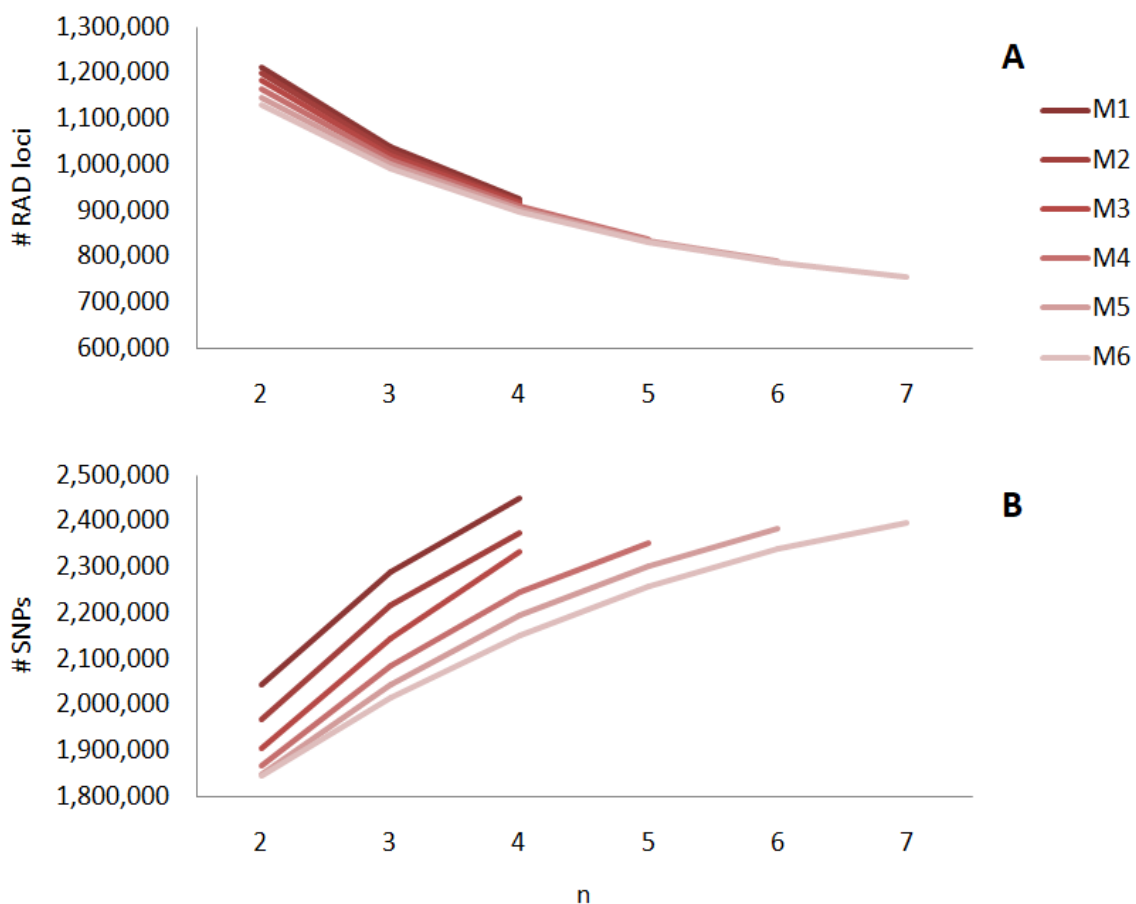 1,300,000
1,200,000
1,100,000
1,000,000
900,000
800,000
700,000
600,000
# RAD loci
2 3 4 5 6 7
A
M1
M2
M3
M4
M5
M6
2,500,000
2,400,000
2,300,000
2,200,000
2,100,000
2,000,000
1,900,000
1,800,000
# SNPs
2 3 4 5 6 7
n
B